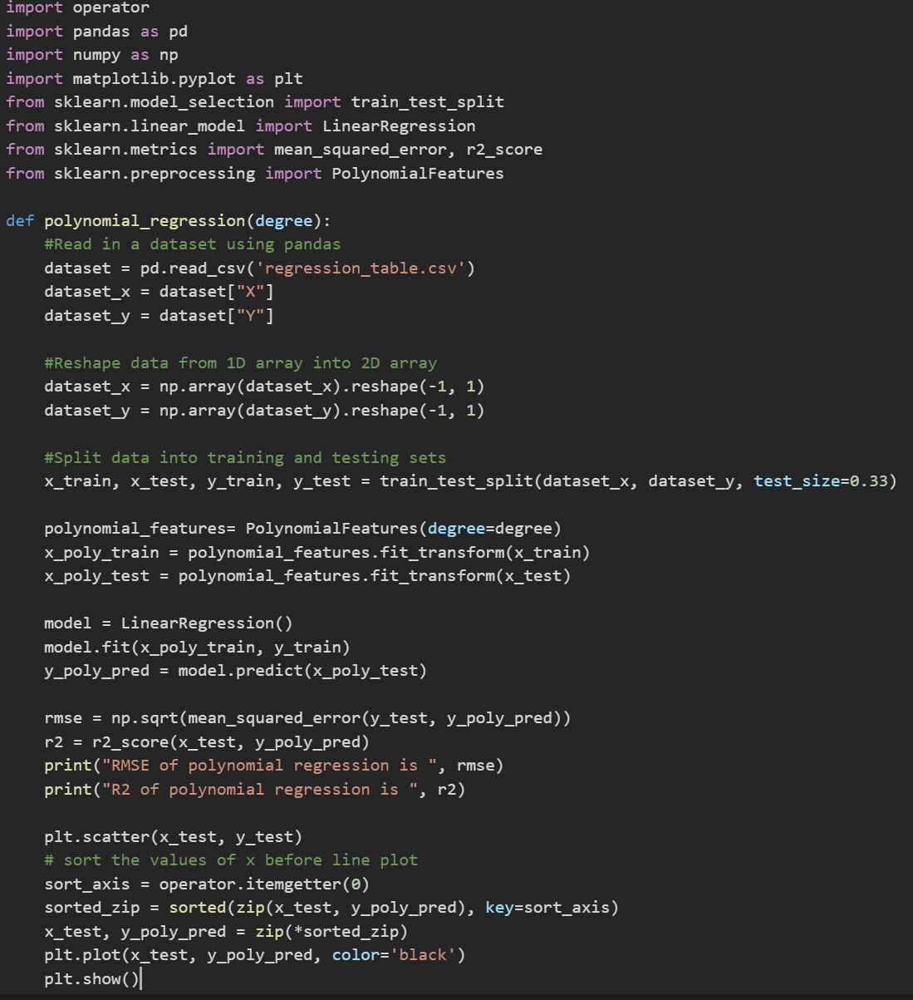 import operator
import pandas as pd
import numpy as np
import matplotlib.pyplot as plt
from sklearn.model_selection import train_test_split
from sklearn.linear_model import LinearRegression
from sklearn.metrics import mean_squared_error, r2_score
from sklearn.preprocessing import PolynomialFeatures

def polynomial_regression(degree):
    #Read in a dataset using pandas
    dataset = pd.read_csv('regression_table.csv')
    dataset_x = dataset["X"]
    dataset_y = dataset["Y"]

    #Reshape data from 1D array into 2D array
    dataset_x = np.array(dataset_x).reshape(-1, 1)
    dataset_y = np.array(dataset_y).reshape(-1, 1)

    #Split data into training and testing sets
    x_train, x_test, y_train, y_test = train_test_split(dataset_x, dataset_y, test_size=0.33)

    polynomial_features= PolynomialFeatures(degree=degree)
    x_poly_train = polynomial_features.fit_transform(x_train)
    x_poly_test = polynomial_features.fit_transform(x_test)

    model = LinearRegression()
    model.fit(x_poly_train, y_train)
    y_poly_pred = model.predict(x_poly_test)

    rmse = np.sqrt(mean_squared_error(y_test, y_poly_pred))
    r2 = r2_score(x_test, y_poly_pred)
    print("RMSE of polynomial regression is ", rmse)
    print("R2 of polynomial regression is ", r2)

    plt.scatter(x_test, y_test)
    # sort the values of x before line plot
    sort_axis = operator.itemgetter(0)
    sorted_zip = sorted(zip(x_test, y_poly_pred), key=sort_axis)
    x_test, y_poly_pred = zip(*sorted_zip)
    plt.plot(x_test, y_poly_pred, color='black')
    plt.show()